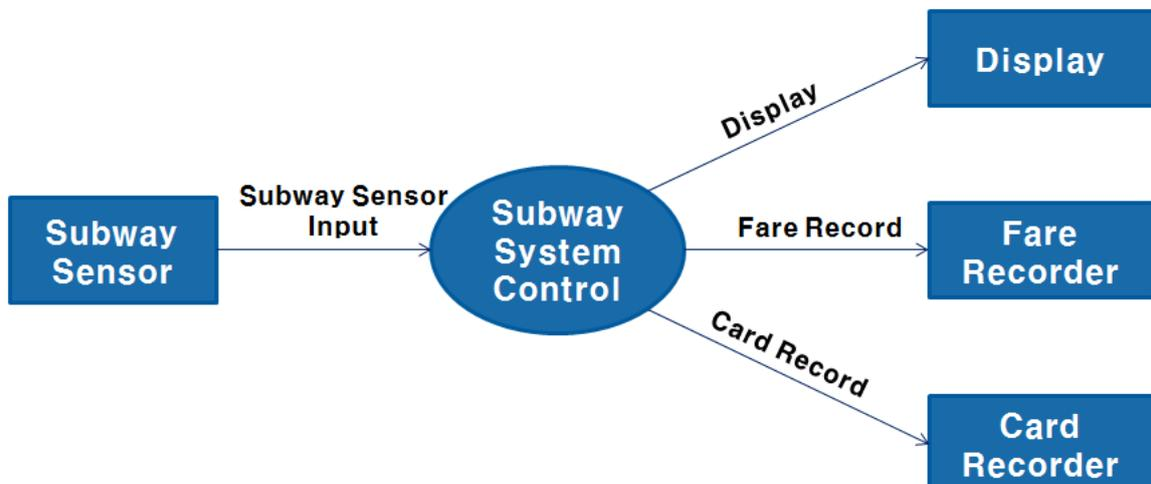 Subway
Sensor
Subway Sensor
Input
Subway
System
Control
Display
Display
Fare Record
Fare
Recorder
Card Record
Card
Recorder